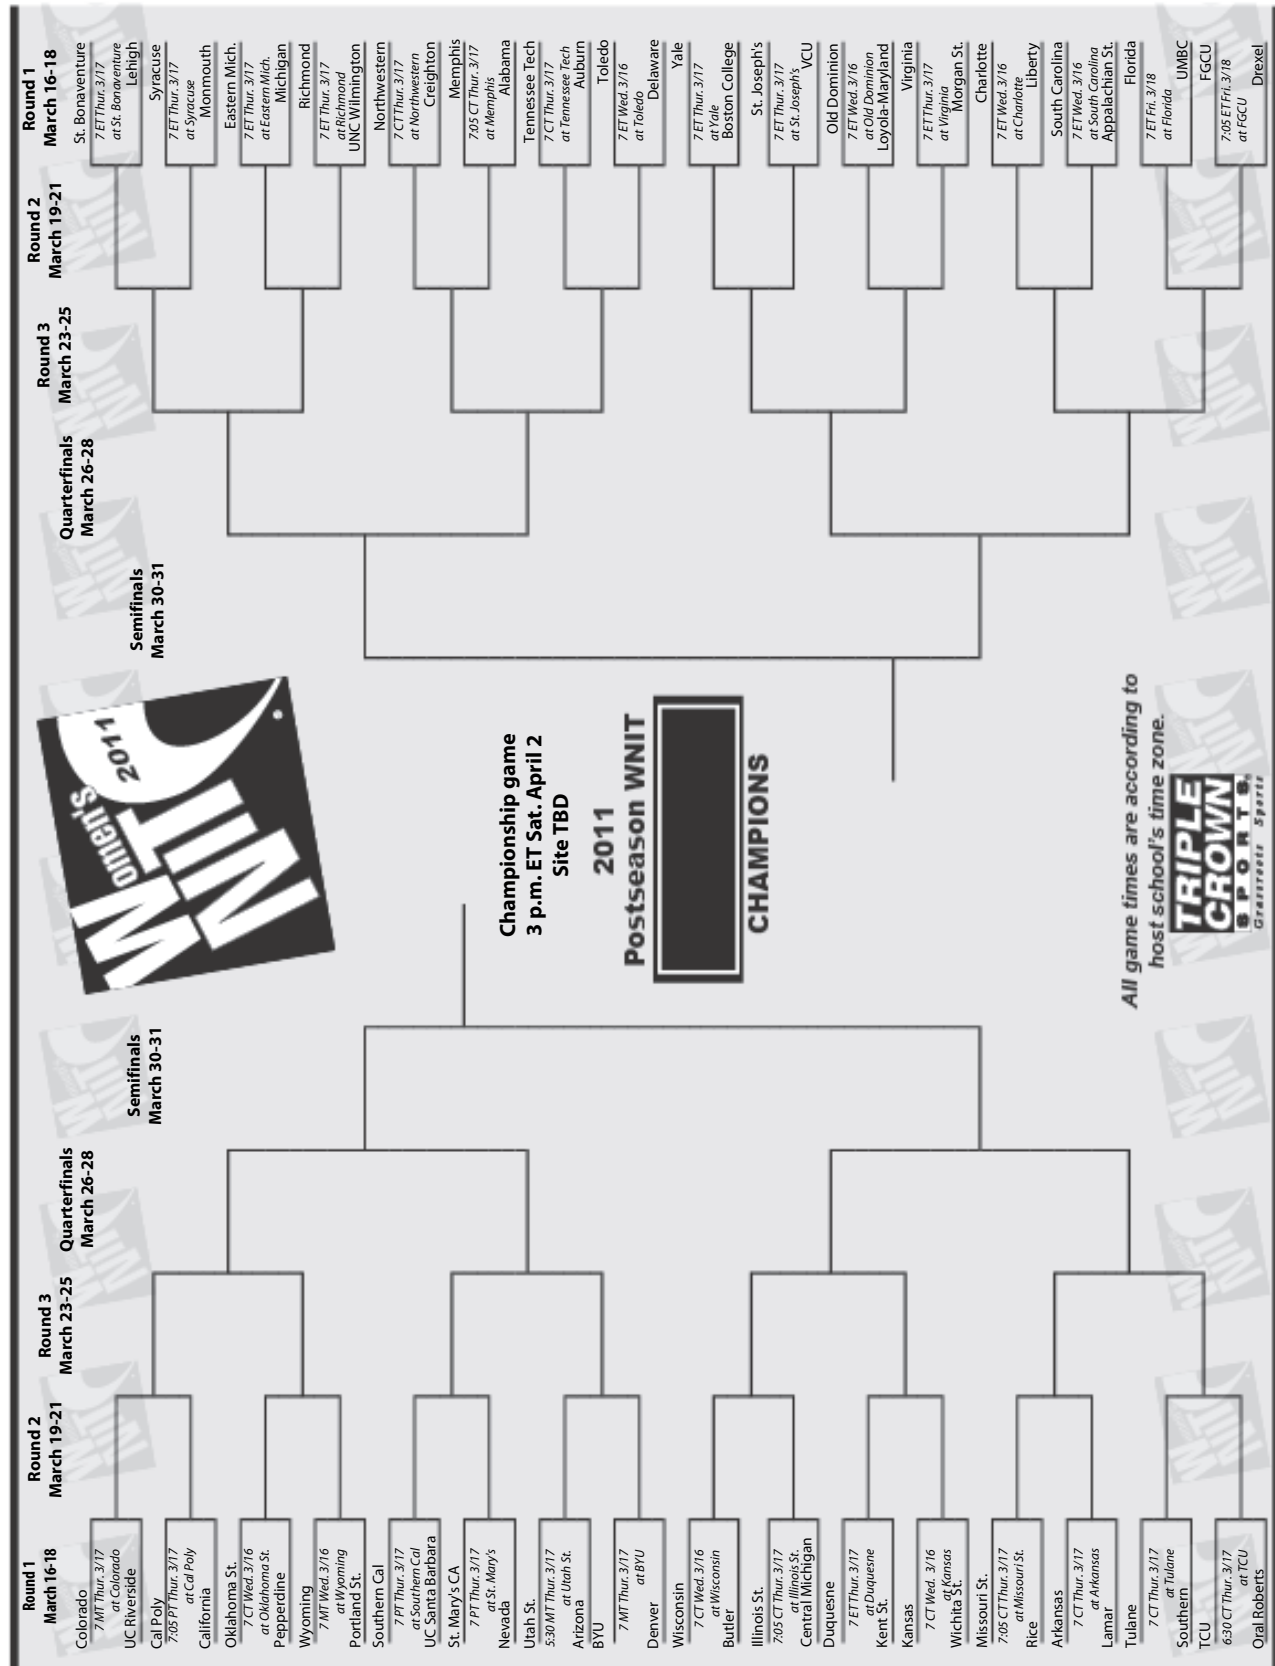 Round 1
March 16-18
Round 2
March 19-21
Round 3
March 23-25
Quarterfinals
March 26-28
Semifinals
March 30-31
Semifinals
March 30-31
Quarterfinals
March 26-28
Round 3
March 23-25
Round 2
March 19-21
Round 1
March 16-18
Colorado
7 MT Thur. 3/17
at Colorado
UC Riverside
Cal Poly
7:05 PT Thur. 3/17
at Cal Poly
California
Oklahoma St.
7 CT Wed. 3/16
at Oklahoma St.
Pepperdine
Wyoming
7 MT Wed. 3/16
at Wyoming
Portland St.
Southern Cal
7 PT Thur. 3/17
at Southern Cal
UC Santa Barbara
St. Mary's CA
7 PT Thur. 3/17
at St. Mary's
Nevada
Utah St.
5:30 MT Thur. 3/17
at Utah St.
Arizona
BYU
7 MT Thur. 3/17
at BYU
Denver
Wisconsin
7 CT Wed. 3/16
at Wisconsin
Butler
Illinois St.
7:05 CT Thur. 3/17
at Illinois St.
Central Michigan
Duquesne
7 ET Thur. 3/17
at Duquesne
Kent St.
Kansas
7 CT Wed. 3/16
at Kansas
Wichita St.
Missouri St.
7:05 CT Thur. 3/17
at Missouri St.
Rice
Arkansas
7 CT Thur. 3/17
at Arkansas
Lamar
Tulane
7 CT Thur. 3/17
at Tulane
Southern
TCU
6:30 CT Thur. 3/17
at TCU
Oral Roberts
Women's
NIT
2011
Championship game
3 p.m. ET Sat. April 2
Site TBD
2011
Postseason WNIT
CHAMPIONS
All game times are according to
host school's time zone.
TRIPLE
CROWN
SPORTS
Grassroots Sports
St. Bonaventure
7 ET Thur. 3/17
at St. Bonaventure
Lehigh
Syracuse
7 ET Thur. 3/17
at Syracuse
Monmouth
Eastern Mich.
7 ET Thur. 3/17
at Eastern Mich.
Michigan
Richmond
7 ET Thur. 3/17
at Richmond
UNC Wilmington
Northwestern
7 CT Thur. 3/17
at Northwestern
Creighton
Memphis
7:05 CT Thur. 3/17
at Memphis
Alabama
Tennessee Tech
7 CT Thur. 3/17
at Tennessee Tech
Auburn
Toledo
7 ET Wed. 3/16
at Toledo
Delaware
Yale
7 ET Thur. 3/17
at Yale
Boston College
St. Joseph's
7 ET Thur. 3/17
at St. Joseph's
VCU
Old Dominion
7 ET Wed. 3/16
at Old Dominion
Loyola-Maryland
Virginia
7 ET Thur. 3/17
at Virginia
Morgan St.
Charlotte
7 ET Wed. 3/16
at Charlotte
Liberty
South Carolina
7 ET Wed. 3/16
at South Carolina
Appalachian St.
Florida
7 ET Fri. 3/18
at Florida
UMBC
FGCU
7:05 ET Fri. 3/18
at FGCU
Drexel